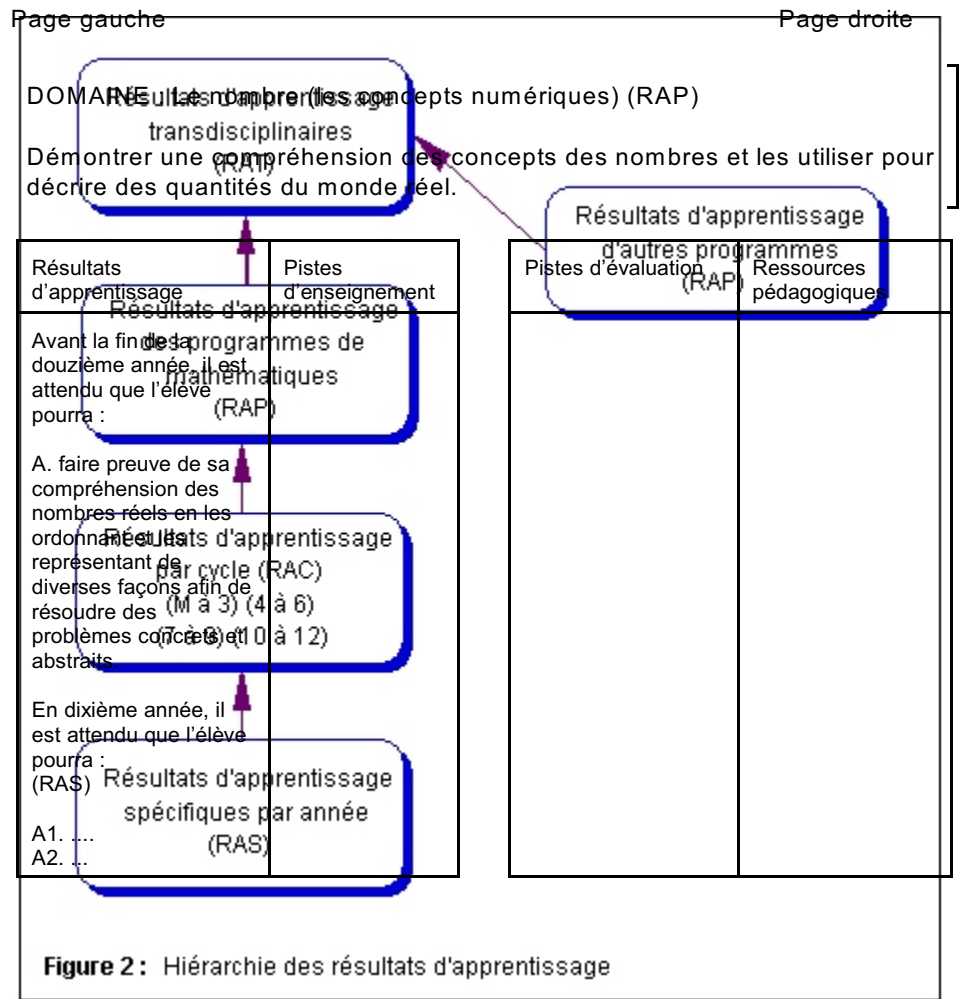 Page gauche
Page droite
DOMAINE : Le nombre (les concepts numériques) (RAP)
Démontrer une compréhension des concepts des nombres et les utiliser pour
décrire des quantités du monde réel.
Résultats
d’apprentissage
Pistes
d’enseignement
Pistes d’évaluation
Ressources
pédagogiques
Avant la fin de la
douzième année, il est
attendu que l’élève
pourra :
A. faire preuve de sa
compréhension des
nombres réels en les
ordonnant et les
représentant de
diverses façons afin de
résoudre des
problèmes concrets et
abstraits.
En dixième année, il
est attendu que l’élève
pourra :
(RAS)
A1. ....
A2. ...
Résultats d'apprentissage
transdisciplinaires
(RAT)
Résultats d'apprentissage
d'autres programmes
(RAP)
Résultats d'apprentissage
des programmes de
mathématiques
(RAP)
Résultats d'apprentissage
par cycle (RAC)
(M à 3) (4 à 6)
(7 à 9) (10 à 12)
Résultats d'apprentissage
spécifiques par année
(RAS)
Figure 2 : Hiérarchie des résultats d'apprentissage